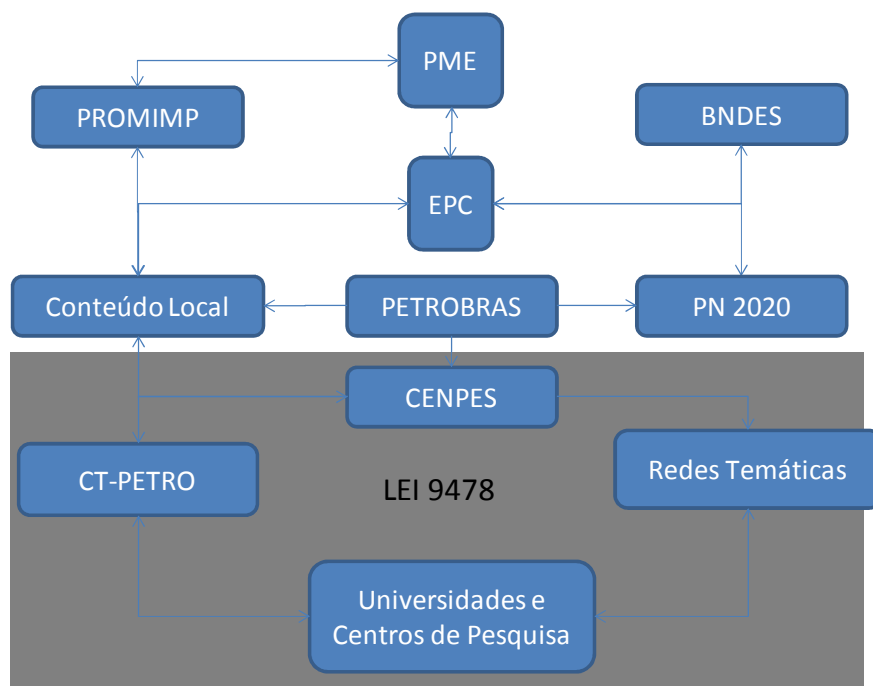 PME
PROMIMP
BNDES
EPC
Conteúdo Local
PETROBRAS
PN 2020
CENPES
CT-PETRO
LEI 9478
Redes Temáticas
Universidades e
Centros de Pesquisa